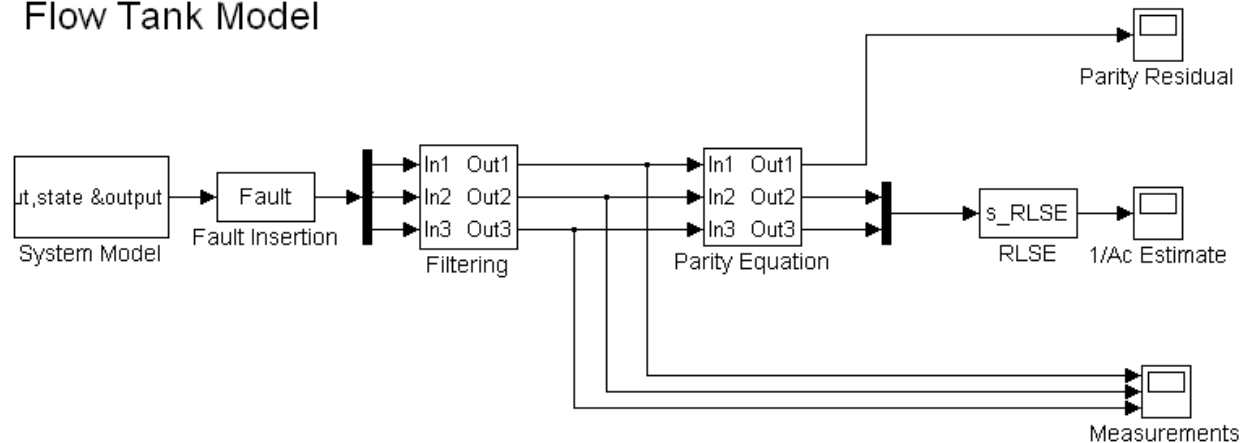 Flow Tank Model
Parity Residual
ut,state &output
System Model
Fault
Fault Insertion
In1 Out1
In2 Out2
In3 Out3
Filtering
In1 Out1
In2 Out2
In3 Out3
Parity Equation
s_RLSE
RLSE
1/Ac Estimate
Measurements